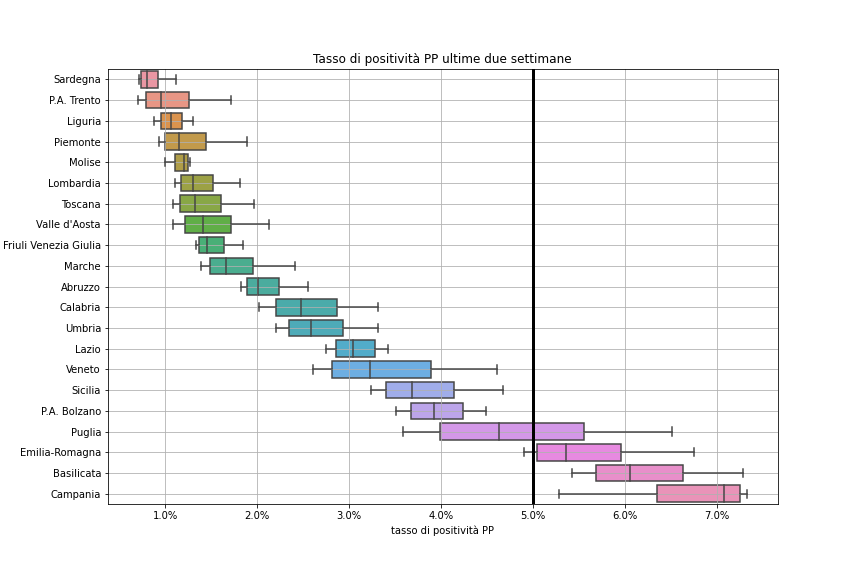 Tasso di positività PP ultime due settimane
Sardegna
P.A. Trento
Liguria
Piemonte
Molise
Lombardia
Toscana
Valle d'Aosta
Friuli Venezia Giulia
Marche
Abruzzo
Calabria
Umbria
Lazio
Veneto
Sicilia
P.A. Bolzano
Puglia
Emilia-Romagna
Basilicata
Campania
1.0% 2.0% 3.0% 4.0% 5.0% 6.0% 7.0%
tasso di positività PP